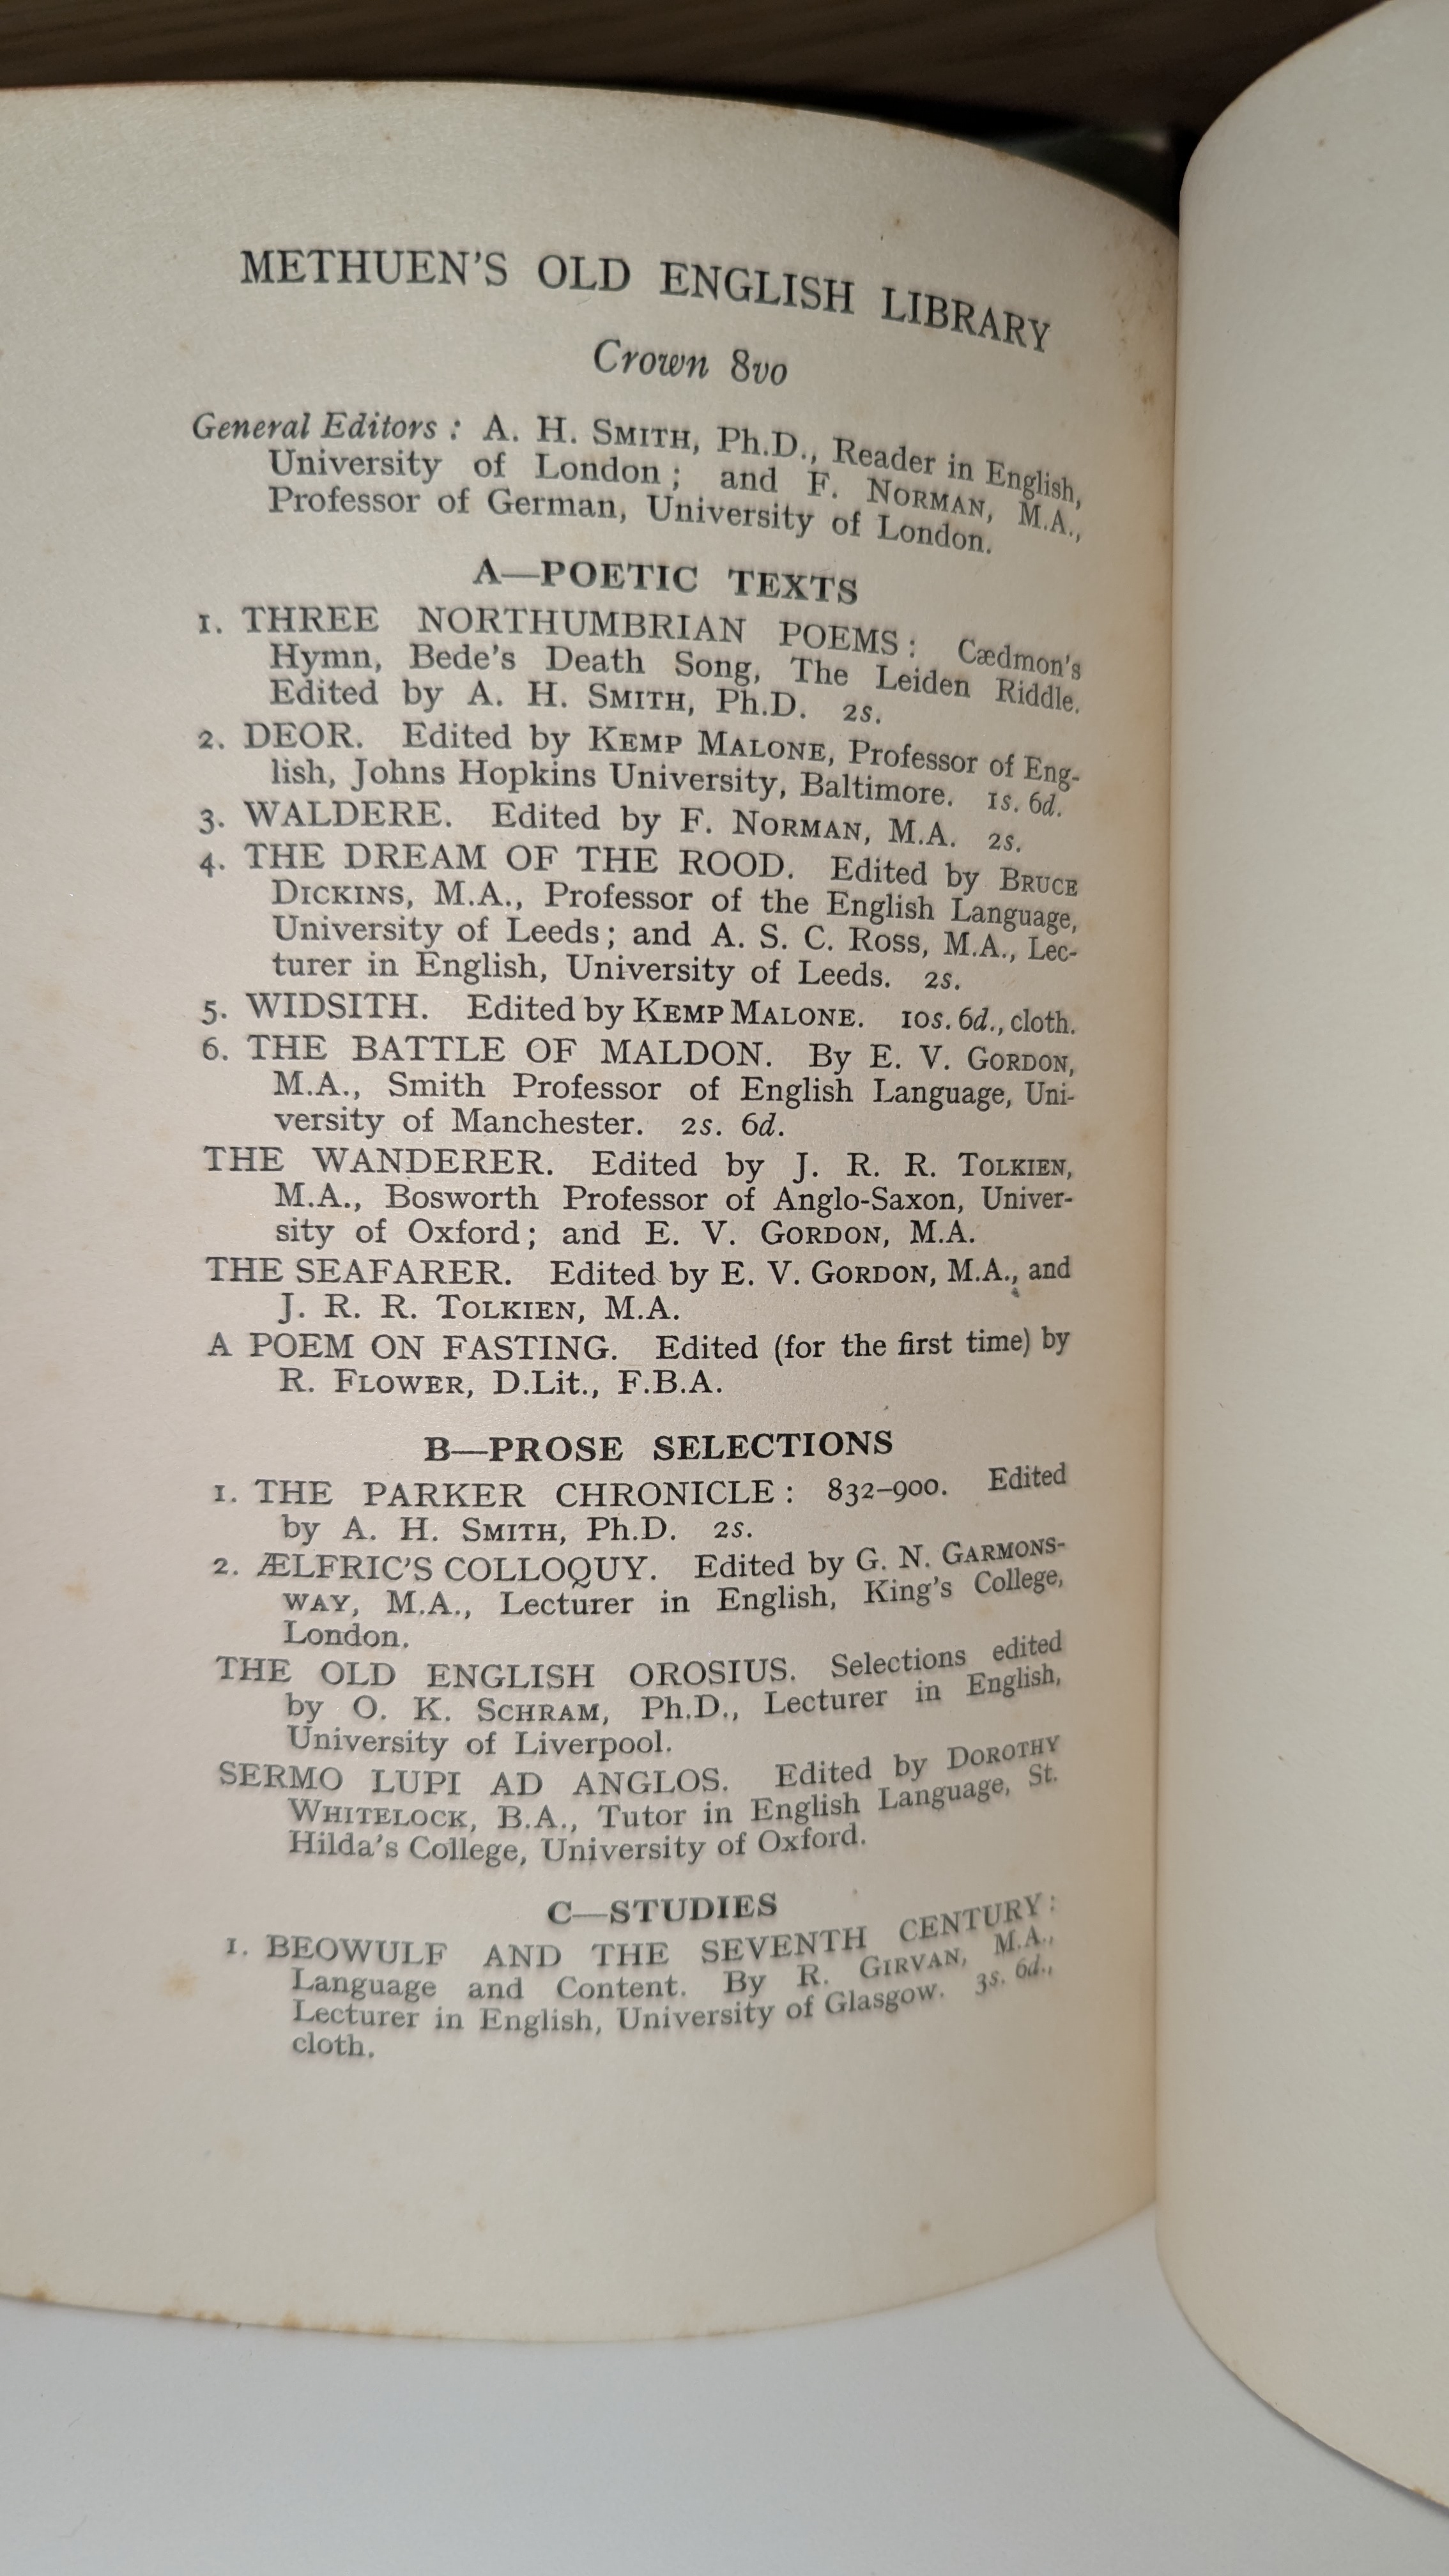 METHUEN'S OLD ENGLISH LIBRARY
Crown 8vo
General Editors : A. H. SMITH, Ph.D., Reader in English,
University of London ; and F. NORMAN, M.A.,
Professor of German, University of London.
A—POETIC TEXTS
1. THREE NORTHUMBRIAN POEMS : Cædmon's
Hymn, Bede's Death Song, The Leiden Riddle.
Edited by A. H. SMITH, Ph.D. 2s.
2. DEOR. Edited by KEMP MALONE, Professor of Eng-
lish, Johns Hopkins University, Baltimore. 1s. 6d.
3. WALDERE. Edited by F. NORMAN, M.A. 2s.
4. THE DREAM OF THE ROOD. Edited by BRUCE
DICKINS, M.A., Professor of the English Language,
University of Leeds ; and A. S. C. ROSS, M.A., Lec-
turer in English, University of Leeds. 2s.
5. WIDSITH. Edited by KEMP MALONE. 10s. 6d., cloth.
6. THE BATTLE OF MALDON. By E. V. GORDON,
M.A., Smith Professor of English Language, Uni-
versity of Manchester. 2s. 6d.
THE WANDERER. Edited by J. R. R. TOLKIEN,
M.A., Bosworth Professor of Anglo-Saxon, Univer-
sity of Oxford ; and E. V. GORDON, M.A.
THE SEAFARER. Edited by E. V. GORDON, M.A., and
J. R. R. TOLKIEN, M.A.
A POEM ON FASTING. Edited (for the first time) by
R. FLOWER, D.Lit., F.B.A.
B—PROSE SELECTIONS
1. THE PARKER CHRONICLE : 832–900. Edited
by A. H. SMITH, Ph.D. 2s.
2. ÆLFRIC'S COLLOQUY. Edited by G. N. GARMONS-
WAY, M.A., Lecturer in English, King's College,
London.
THE OLD ENGLISH OROSIUS. Selections edited
by O. K. SCHRAM, Ph.D., Lecturer in English,
University of Liverpool.
SERMO LUPI AD ANGLOS. Edited by DOROTHY
WHITELOCK, B.A., Tutor in English Language, St.
Hilda's College, University of Oxford.
C—STUDIES
1. BEOWULF AND THE SEVENTH CENTURY :
Language and Content. By R. GIRVAN, M.A.,
Lecturer in English, University of Glasgow. 3s. 6d.,
cloth.